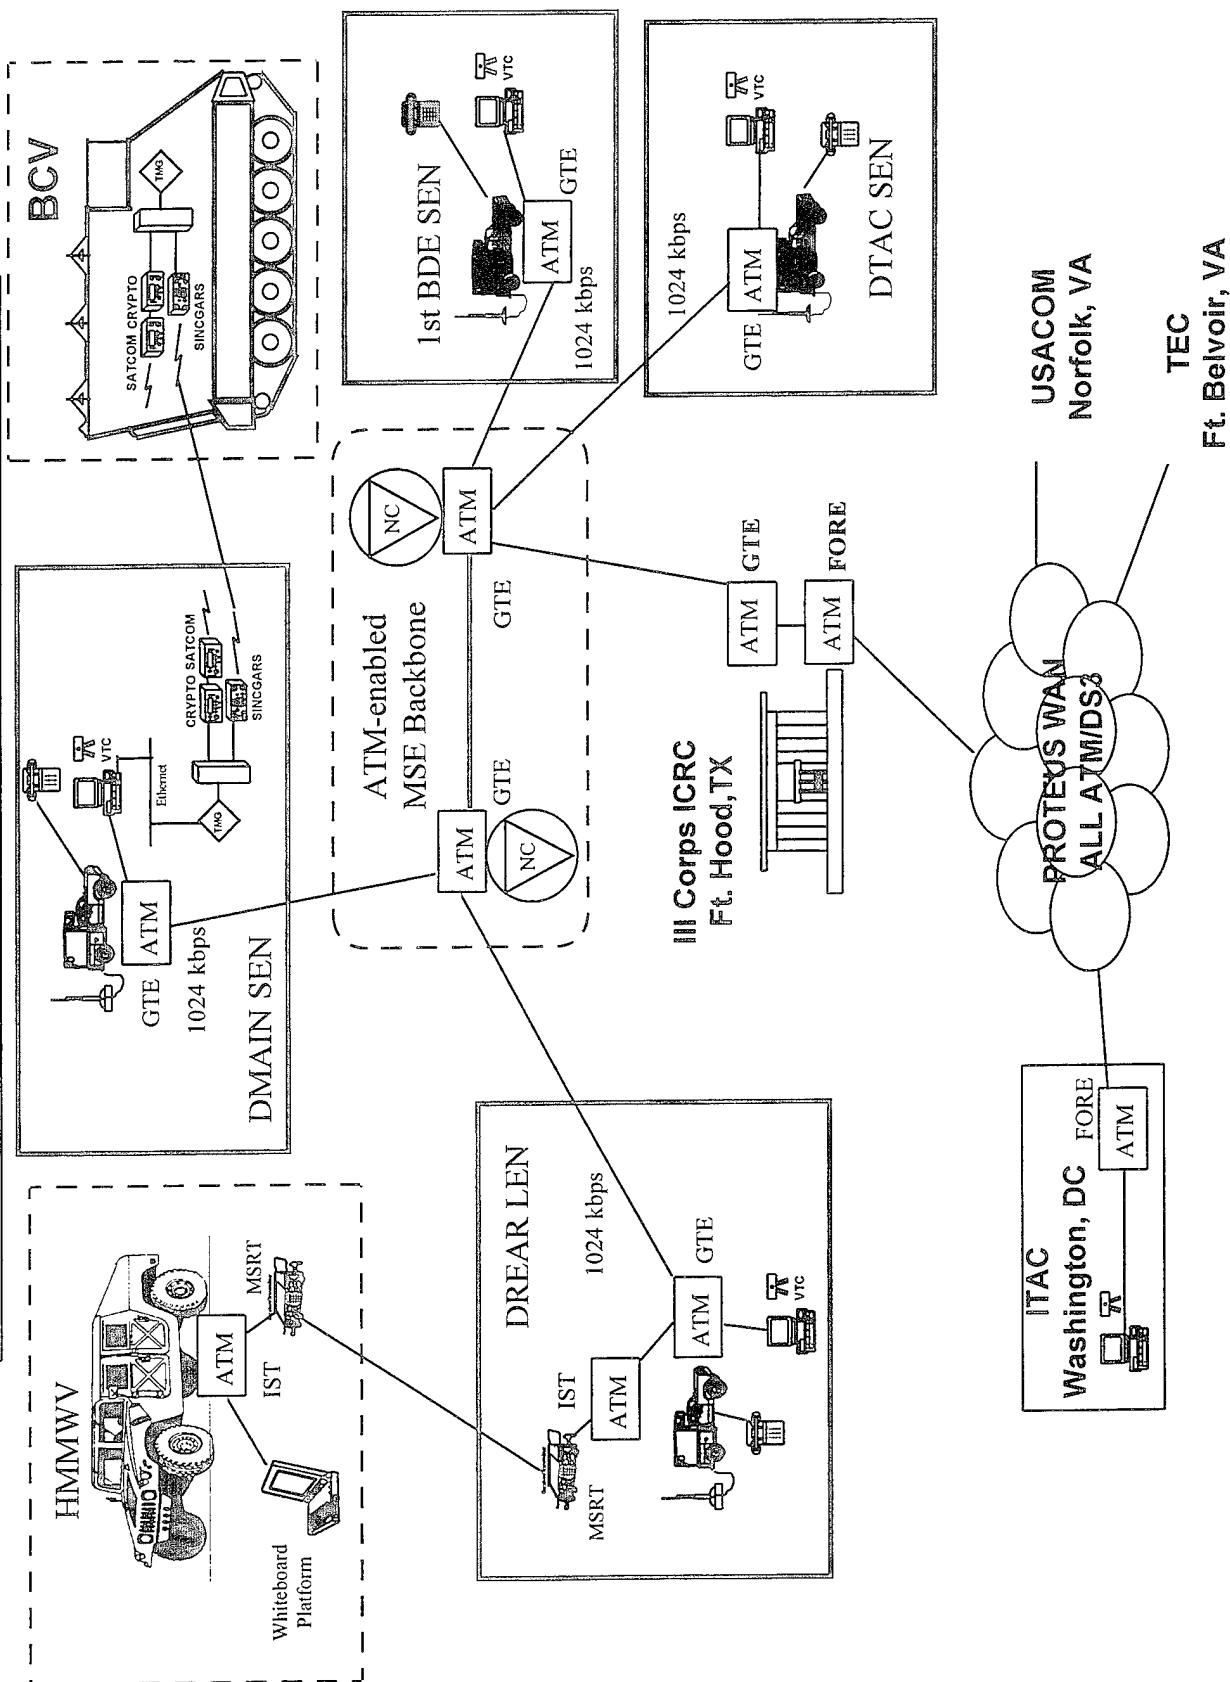 HMMWV
ATM
IST
MSRT
Whiteboard
Platform
DMAIN SEN
GTE
1024 kbps
ATM
VTC
Ethernet
TMG
CRYPTO SATCOM
SINCGARS
BCV
SATCOM CRYPTO
SINCGARS
TMG
DREAR LEN
1024 kbps
MSRT
IST
ATM
ATM
GTE
VTC
ATM-enabled
MSE Backbone
ATM
NC
GTE
NC
ATM
GTE
1st BDE SEN
ATM
GTE
1024 kbps
VTC
1024 kbps
GTE
ATM
VTC
DTAC SEN
III Corps ICRC
Ft. Hood,TX
ATM
GTE
ATM
FORE
ITAC
Washington, DC
FORE
ATM
PROTEUS WAN
ALL ATM/DS3
USACOM
Norfolk, VA
TEC
Ft. Belvoir, VA